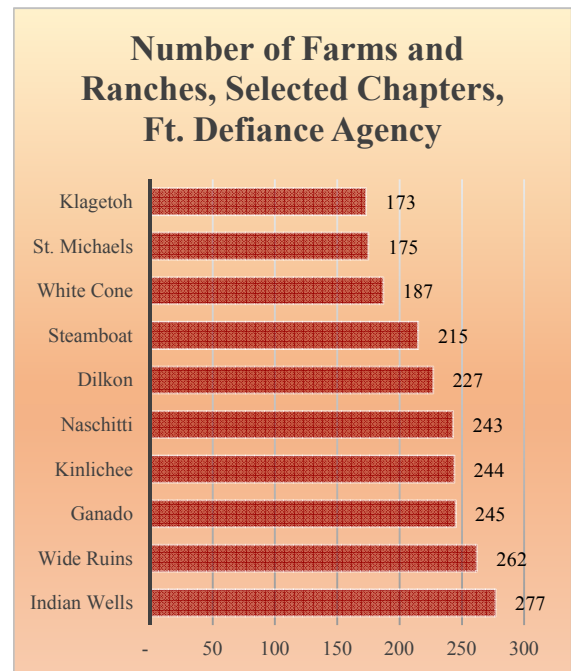 Number of Farms and
Ranches, Selected Chapters,
Ft. Defiance Agency
Klagetoh 173
St. Michaels 175
White Cone 187
Steamboat 215
Dilkon 227
Naschitti 243
Kinlichee 244
Ganado 245
Wide Ruins 262
Indian Wells 277
- 50 100 150 200 250 300